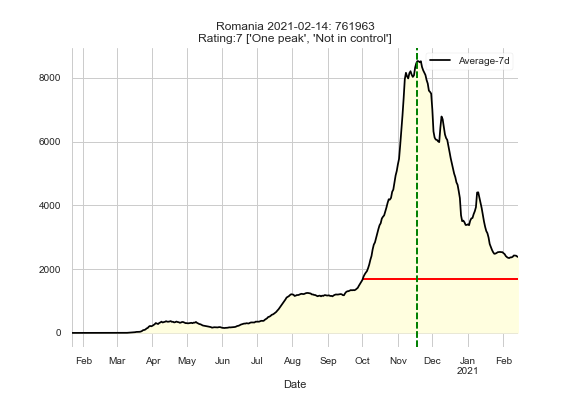 Romania 2021-02-14: 761963
Rating:7 ['One peak', 'Not in control']
Average-7d
8000
6000
4000
2000
0
Feb Mar Apr May Jun Jul Aug Sep Oct Nov Dec Jan Feb
2021
Date